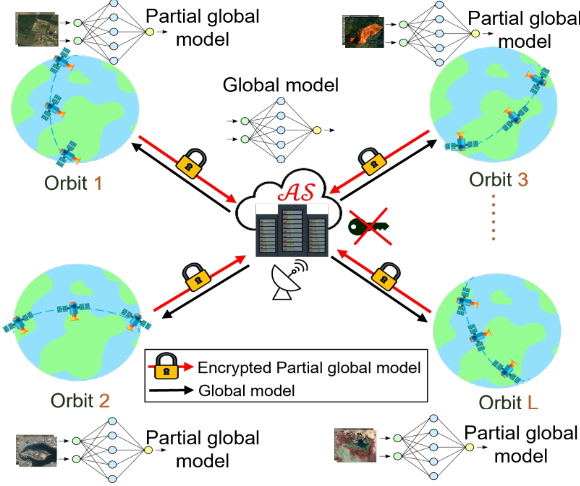 Partial global
model
Partial global
model
Global model
Orbit 1
AS
Orbit 3
Orbit 2
Encrypted Partial global model
Global model
Orbit L
Partial global
model
Partial global
model